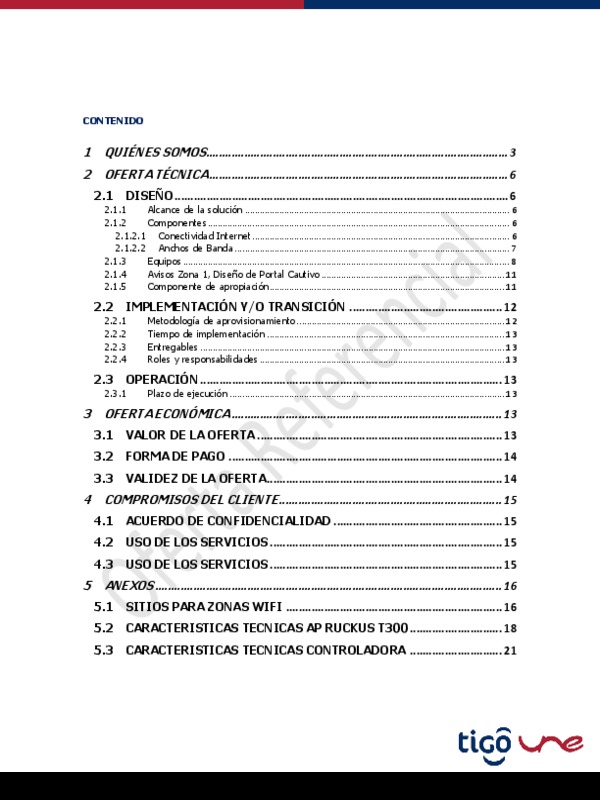 CONTENIDO
1 QUIÉNES SOMOS 3
2 OFERTA TÉCNICA 6
2.1 DISEÑO 6
2.1.1 Alcance de la solución 6
2.1.2 Componentes 6
2.1.2.1 Conectividad Internet 6
2.1.2.2 Anchos de Banda 7
2.1.3 Equipos 8
2.1.4 Avisos Zona 1, Diseño de Portal Cautivo 11
2.1.5 Componente de apropiación 11
2.2 IMPLEMENTACIÓN Y/O TRANSICIÓN 12
2.2.1 Metodología de aprovisionamiento 12
2.2.2 Tiempo de implementación 13
2.2.3 Entregables 13
2.2.4 Roles y responsabilidades 13
2.3 OPERACIÓN 13
2.3.1 Plazo de ejecución 13
3 OFERTA ECONÓMICA 13
3.1 VALOR DE LA OFERTA 13
3.2 FORMA DE PAGO 14
3.3 VALIDEZ DE LA OFERTA 14
4 COMPROMISOS DEL CLIENTE 15
4.1 ACUERDO DE CONFIDENCIALIDAD 15
4.2 USO DE LOS SERVICIOS 15
4.3 USO DE LOS SERVICIOS 15
5 ANEXOS 16
5.1 SITIOS PARA ZONAS WIFI 16
5.2 CARACTERISTICAS TECNICAS AP RUCKUS T300 18
5.3 CARACTERISTICAS TECNICAS CONTROLADORA 21
Oferta Referencial
tigo une